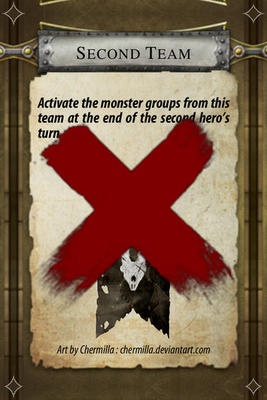 SECOND TEAM
Activate the monster groups from this
team at the end of the second hero's
turn
Art by Chermilla : chermilla.deviantart.com